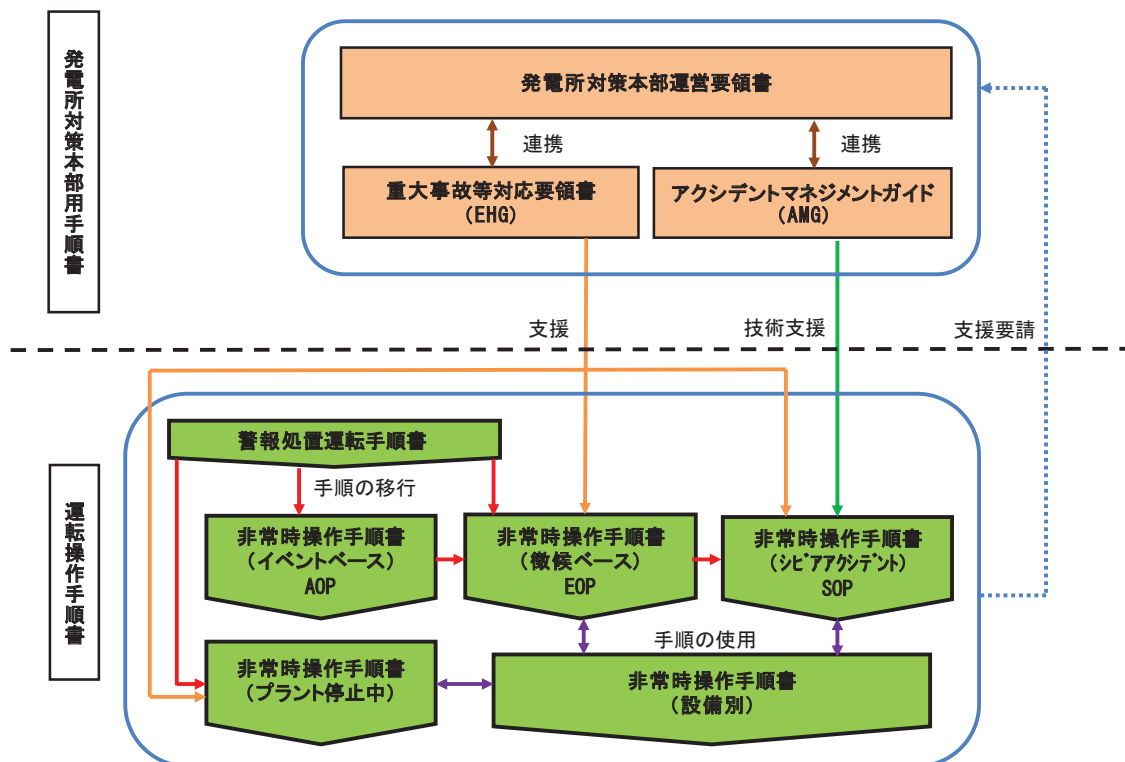 発電所対策本部用手順書
発電所対策本部運営要領書
連携
連携
重大事故等対応要領書
(EHG)
アクシデントマネジメントガイド
(AMG)
支援
技術支援
支援要請
運転操作手順書
警報処置運転手順書
手順の移行
非常時操作手順書
(イベントベース)
AOP
非常時操作手順書
(徴候ベース)
EOP
非常時操作手順書
(シビアアクシデント)
SOP
手順の使用
非常時操作手順書
(プラント停止中)
非常時操作手順書
(設備別)